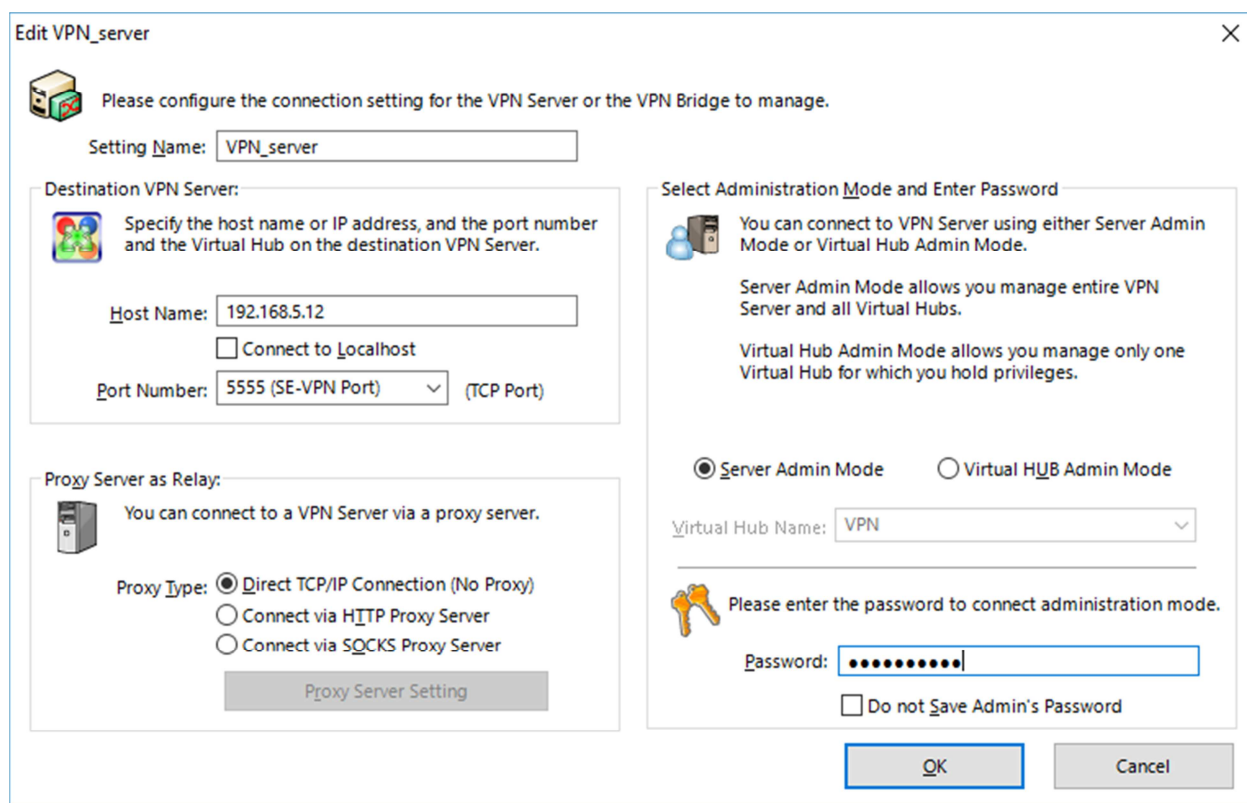 Edit VPN_server
Please configure the connection setting for the VPN Server or the VPN Bridge to manage.
Setting Name: VPN_server
Destination VPN Server:
Specify the host name or IP address, and the port number
and the Virtual Hub on the destination VPN Server.
Host Name: 192.168.5.12
Connect to Localhost
Port Number: 5555 (SE-VPN Port) (TCP Port)
Proxy Server as Relay:
You can connect to a VPN Server via a proxy server.
Proxy Type: Direct TCP/IP Connection (No Proxy)
Connect via HTTP Proxy Server
Connect via SOCKS Proxy Server
Proxy Server Setting
Select Administration Mode and Enter Password
You can connect to VPN Server using either Server Admin
Mode or Virtual Hub Admin Mode.
Server Admin Mode allows you manage entire VPN
Server and all Virtual Hubs.
Virtual Hub Admin Mode allows you manage only one
Virtual Hub for which you hold privileges.
Server Admin Mode Virtual HUB Admin Mode
Virtual Hub Name: VPN
Please enter the password to connect administration mode.
Password: ●●●●●●●●●●
Do not Save Admin's Password
OK Cancel